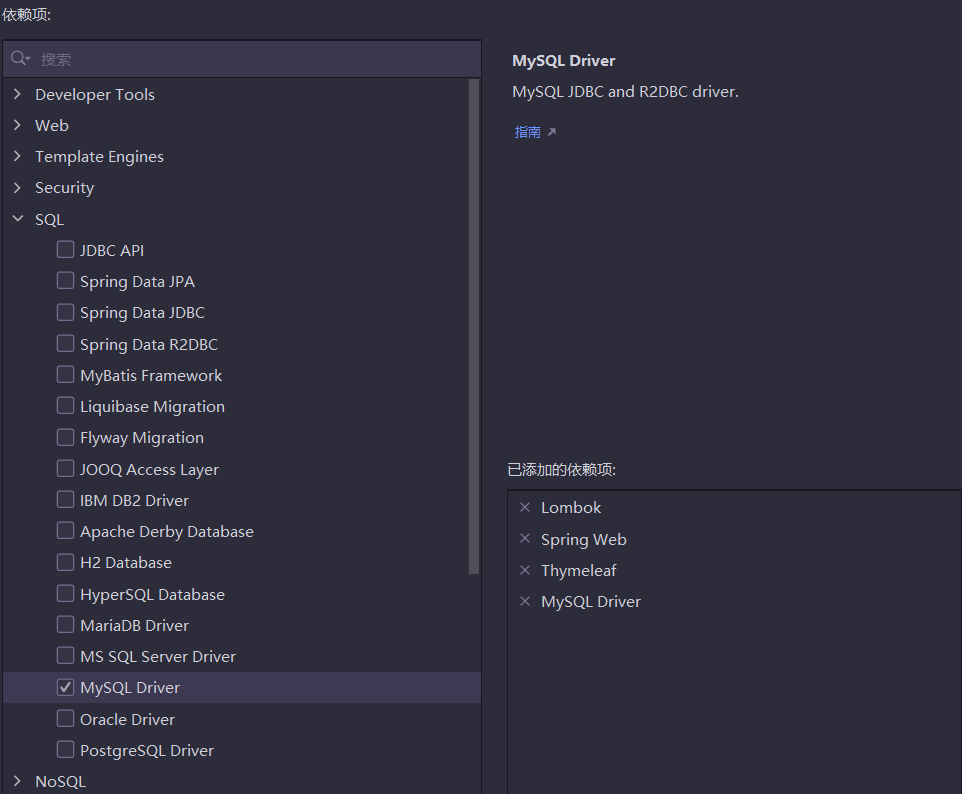 依赖项:
搜索
Developer Tools
Web
Template Engines
Security
SQL
JDBC API
Spring Data JPA
Spring Data JDBC
Spring Data R2DBC
MyBatis Framework
Liquibase Migration
Flyway Migration
JOOQ Access Layer
IBM DB2 Driver
Apache Derby Database
H2 Database
HyperSQL Database
MariaDB Driver
MS SQL Server Driver
MySQL Driver
Oracle Driver
PostgreSQL Driver
NoSQL
MySQL Driver
MySQL JDBC and R2DBC driver.
指南
已添加的依赖项:
Lombok
Spring Web
Thymeleaf
MySQL Driver